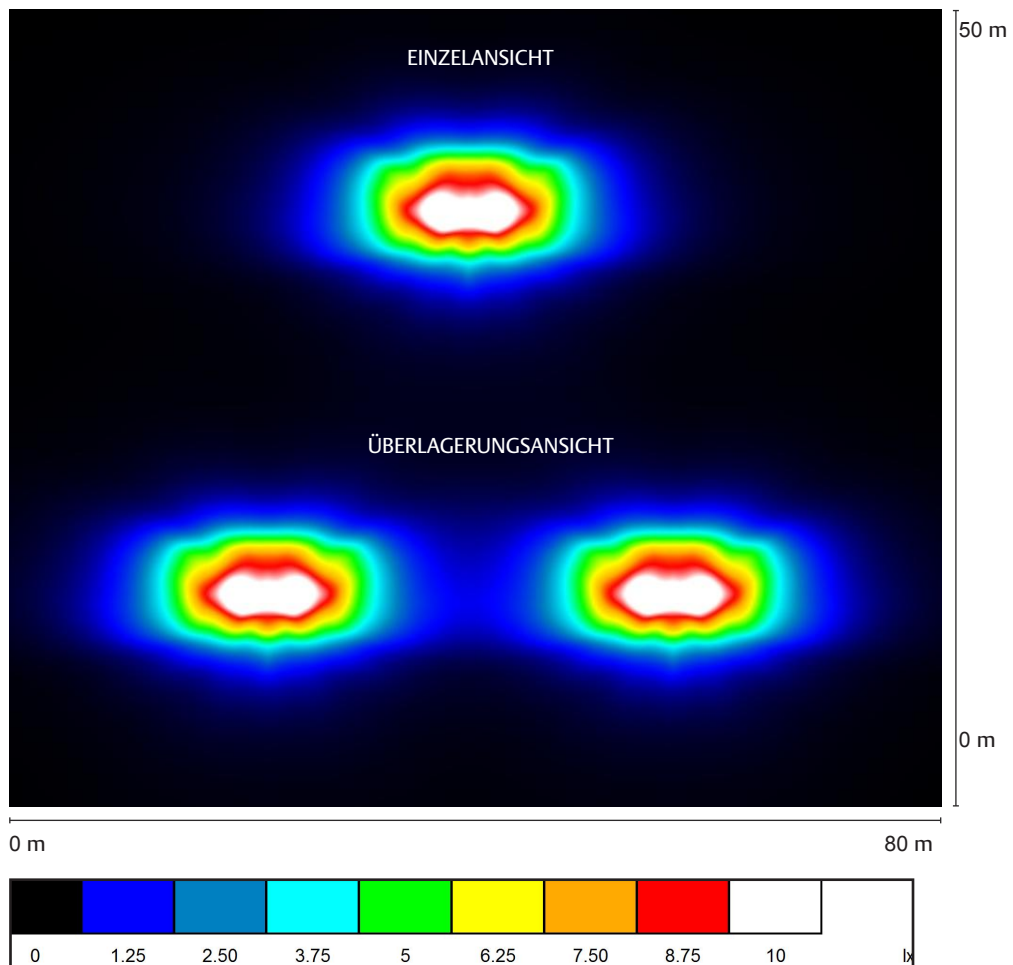 50 m
EINZELANSICHT
ÜBERLAGERUNGSANSICHT
0 m
0 m 80 m
0 1.25 2.50 3.75 5 6.25 7.50 8.75 10 lx